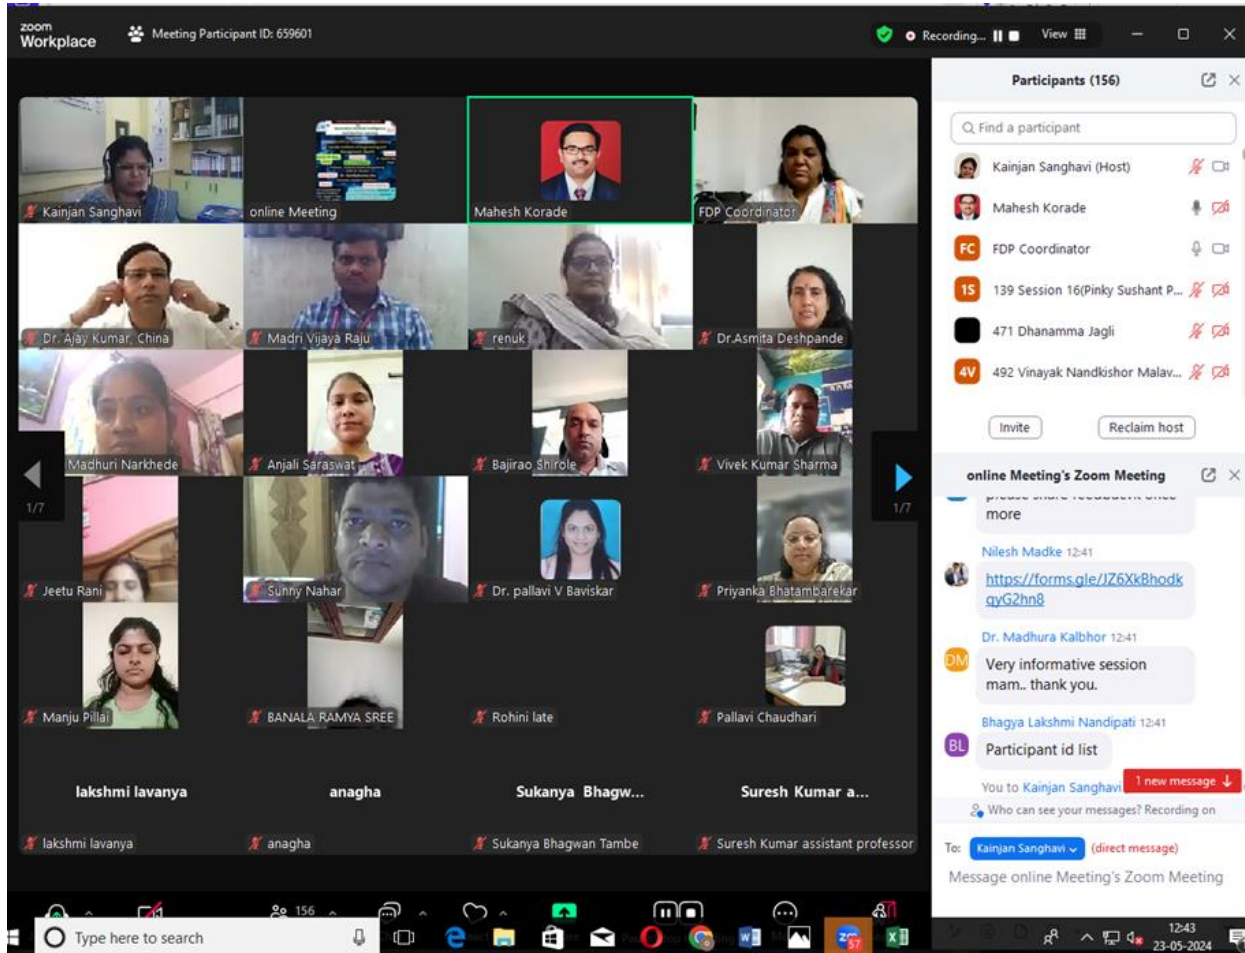 zoom
Workplace
Meeting Participant ID: 659601
Recording...
View
Kainjan Sanghavi
online Meeting
Mahesh Korade
FDP Coordinator
Dr. Ajay Kumar, China
Madri Vijaya Raju
renuk
Dr.Asmita Deshpande
Madhuri Narkhede
Anjali Saraswat
Bajirao Shirole
Vivek Kumar Sharma
1/7
1/7
Jeetu Rani
Sunny Nahar
Dr. pallavi V Baviskar
Priyanka Bhatambarekar
Manju Pillai
BANALA RAMYA SREE
Rohini late
Pallavi Chaudhari
lakshmi lavanya
anagha
Sukanya Bhagw...
Suresh Kumar a...
lakshmi lavanya
anagha
Sukanya Bhagwan Tambe
Suresh Kumar assistant professor
Participants (156)
Find a participant
Kainjan Sanghavi (Host)
Mahesh Korade
FC FDP Coordinator
1S 139 Session 16(Pinky Sushant P...
471 Dhanamma Jagli
4V 492 Vinayak Nandkishor Malav...
Invite
Reclaim host
online Meeting's Zoom Meeting
more
Nilesh Madke 12:41
https://forms.gle/JZ6XkBhodk
qyG2hn8
Dr. Madhura Kalbhor 12:41
DM
Very informative session
mam.. thank you.
Bhagya Lakshmi Nandipati 12:41
BL
Participant id list
You to Kainjan Sanghavi
1 new message
Who can see your messages? Recording on
To: Kainjan Sanghavi (direct message)
Message online Meeting's Zoom Meeting
156
Type here to search
57
12:43
23-05-2024